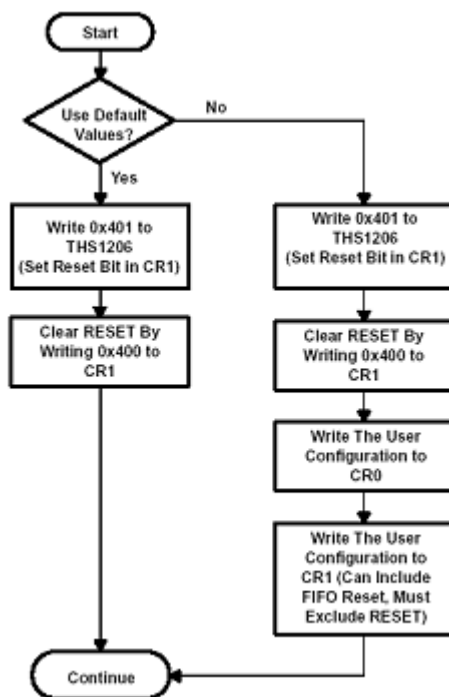 Start
Use Default
Values?
No
Yes
Write 0x401 to
THS1206
(Set Reset Bit in CR1)
Clear RESET By
Writing 0x400 to
CR1
Write 0x401 to
THS1206
(Set Reset Bit in CR1)
Clear RESET By
Writing 0x400 to
CR1
Write The User
Configuration to
CR0
Write The User
Configuration to
CR1 (Can Include
FIFO Reset, Must
Exclude RESET)
Continue